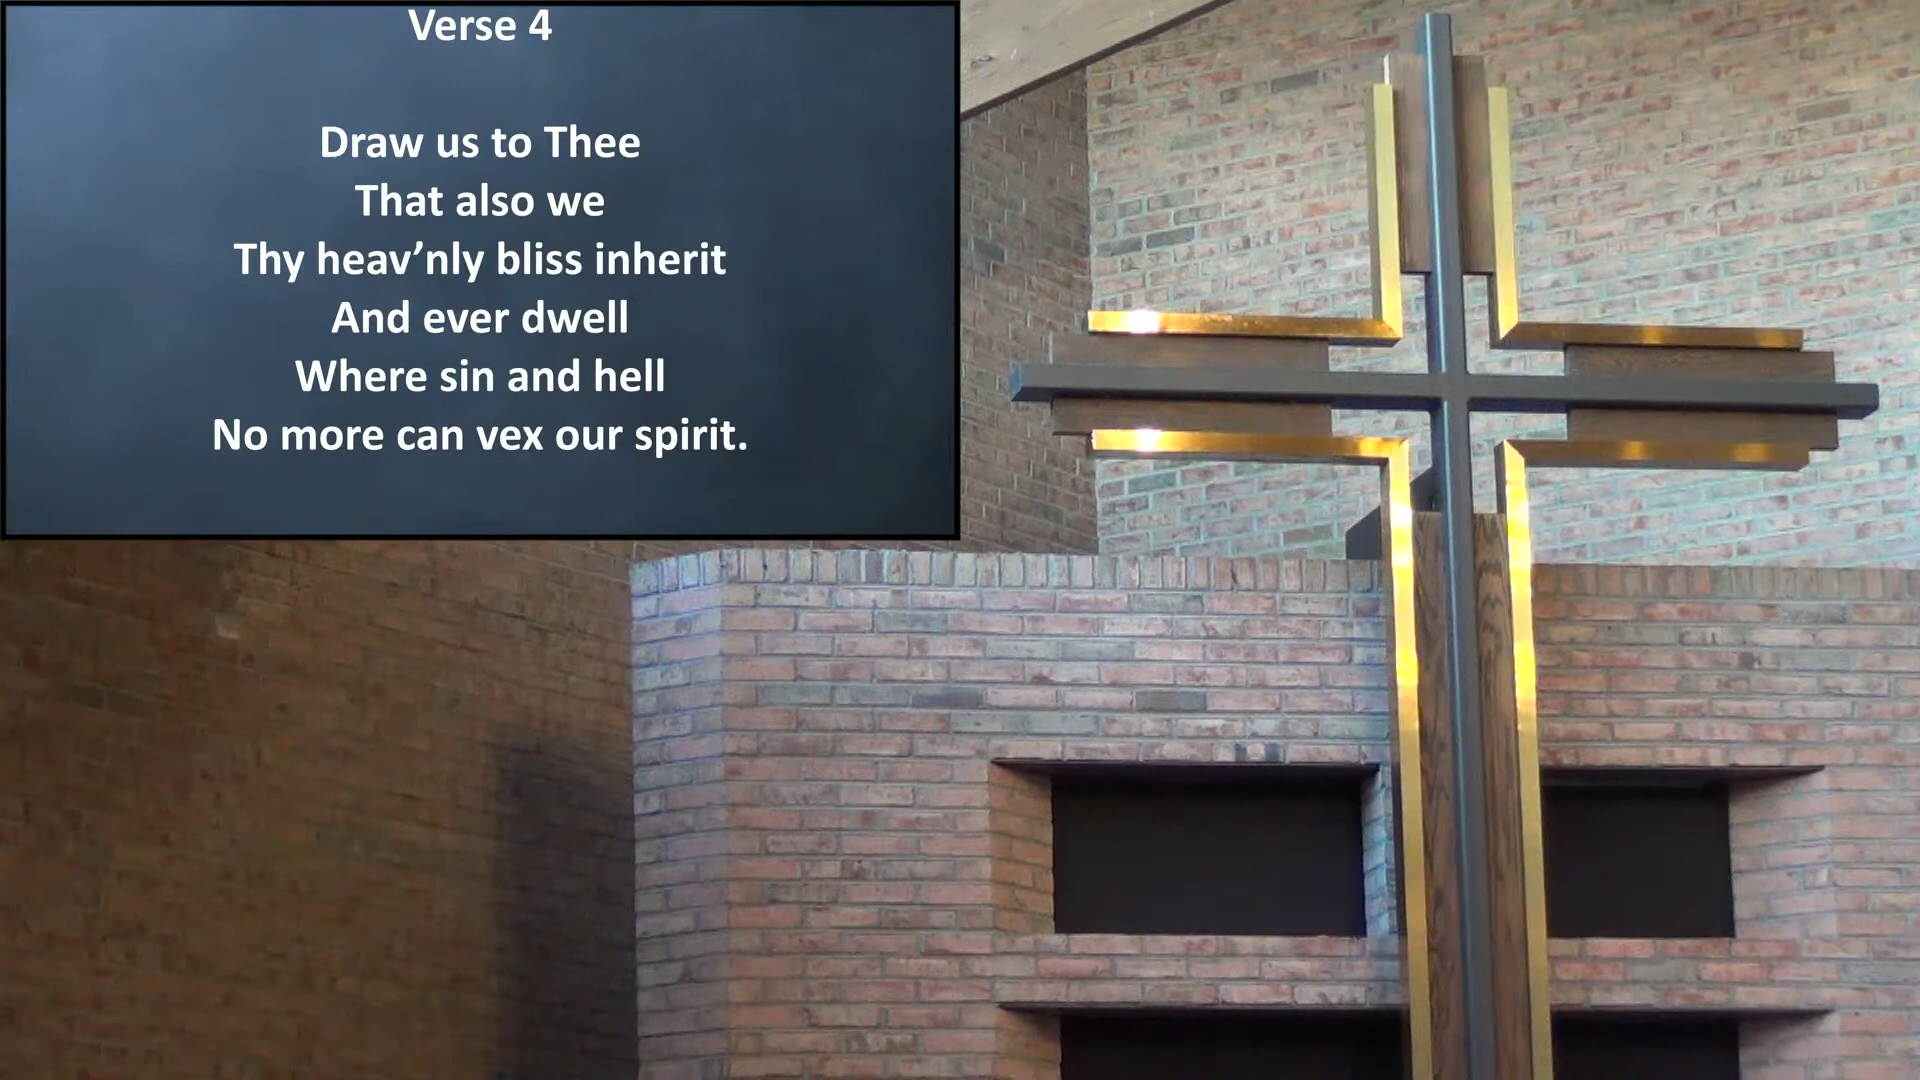 Verse 4
Draw us to Thee
That also we
Thy heav’nly bliss inherit
And ever dwell
Where sin and hell
No more can vex our spirit.